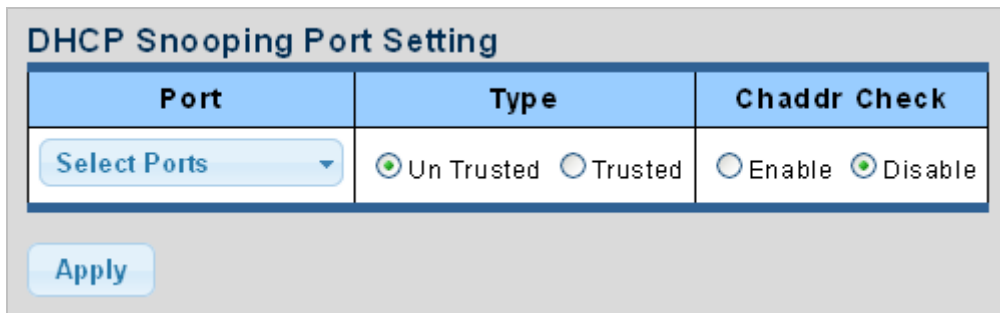 DHCP Snooping Port Setting
Port Type Chaddr Check
Select Ports Un Trusted Trusted Enable Disable
Apply